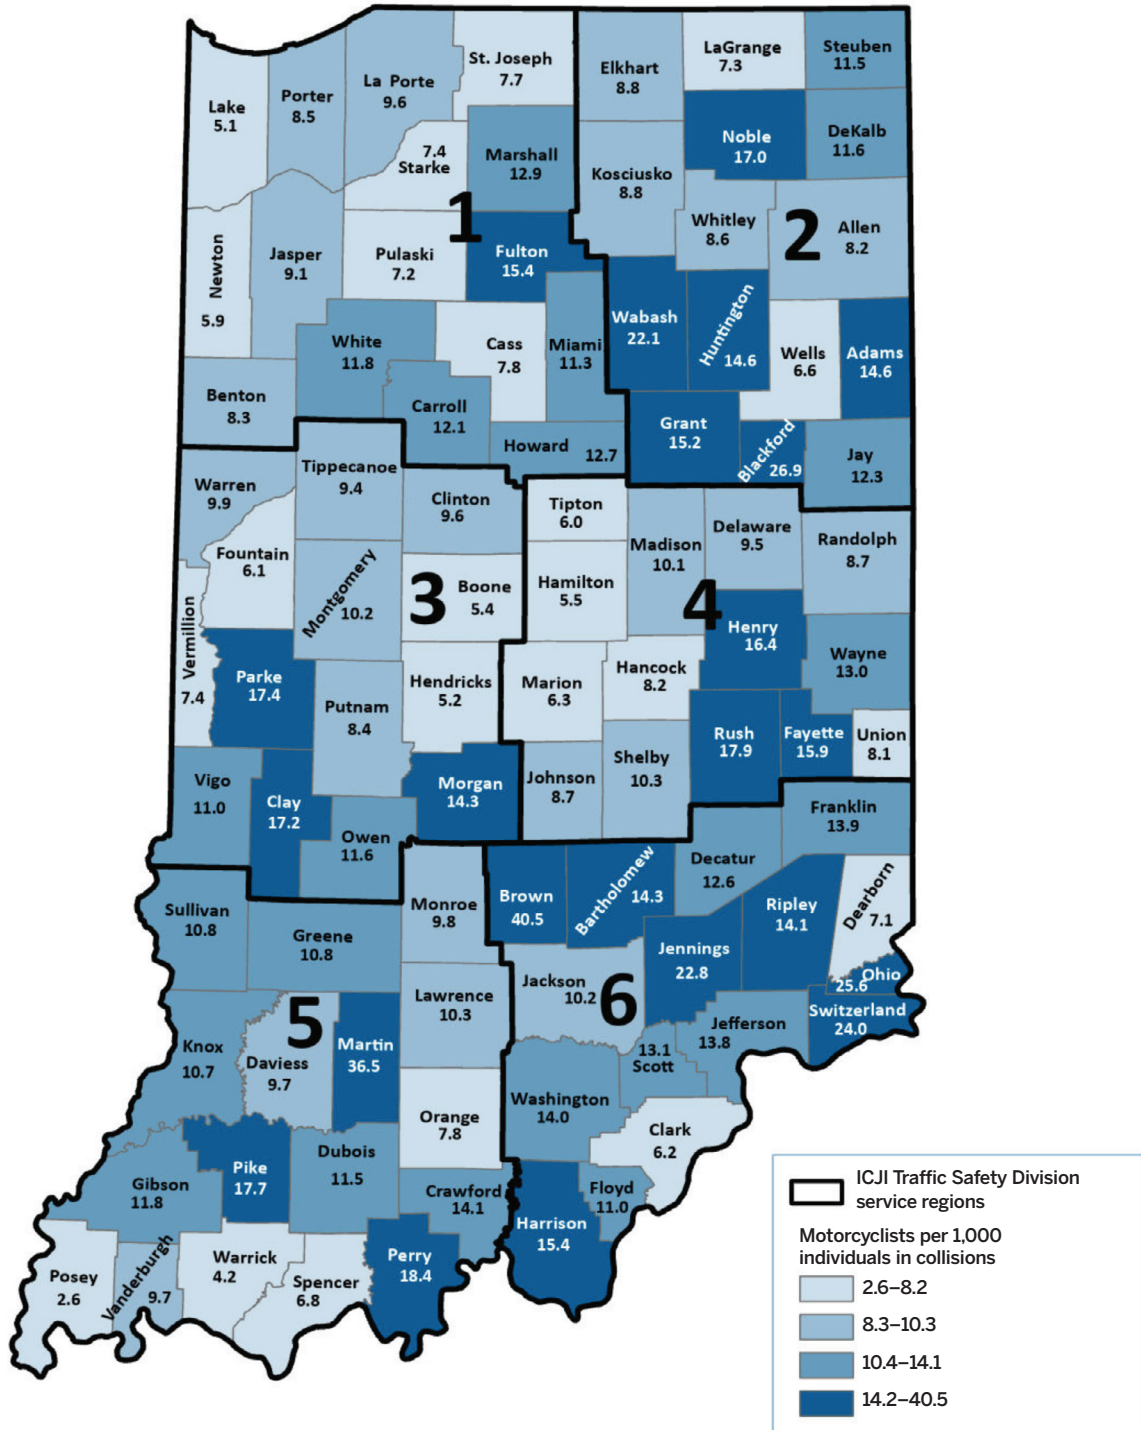 St. Joseph
7.7
LaGrange
7.3
Steuben
11.5
Elkhart
8.8
La Porte
9.6
Porter
8.5
Lake
5.1
Noble
17.0
DeKalb
11.6
7.4
Starke
Marshall
12.9
Kosciusko
8.8
Whitley
8.6
2
Allen
8.2
1
Newton
5.9
Jasper
9.1
Pulaski
7.2
Fulton
15.4
Wabash
22.1
Huntington
14.6
White
11.8
Cass
7.8
Miami
11.3
Wells
6.6
Adams
14.6
Benton
8.3
Carroll
12.1
Grant
15.2
Blackford
26.9
Howard
12.7
Jay
12.3
Tippecanoe
9.4
Warren
9.9
Clinton
9.6
Tipton
6.0
Delaware
9.5
Madison
10.1
Randolph
8.7
Fountain
6.1
Montgomery
10.2
3
Boone
5.4
Hamilton
5.5
4
Henry
16.4
Vermillion
7.4
Parke
17.4
Wayne
13.0
Hendricks
5.2
Marion
6.3
Hancock
8.2
Putnam
8.4
Rush
17.9
Fayette
15.9
Union
8.1
Shelby
10.3
Vigo
11.0
Clay
17.2
Morgan
14.3
Johnson
8.7
Franklin
13.9
Owen
11.6
Decatur
12.6
Monroe
9.8
Brown
40.5
Bartholomew
14.3
Ripley
14.1
Dearborn
7.1
Sullivan
10.8
Greene
10.8
Jennings
22.8
Ohio
25.6
Jackson
10.2
6
Lawrence
10.3
5
Switzerland
24.0
Jefferson
13.8
Knox
10.7
Daviess
9.7
Martin
36.5
13.1
Scott
Washington
14.0
Orange
7.8
Clark
6.2
Dubois
11.5
Pike
17.7
Gibson
11.8
Crawford
14.1
Floyd
11.0
Harrison
15.4
Perry
18.4
Warrick
4.2
Spencer
6.8
Posey
2.6
Vanderburgh
9.7
ICJI Traffic Safety Division
service regions
Motorcyclists per 1,000
individuals in collisions
2.6–8.2
8.3–10.3
10.4–14.1
14.2–40.5